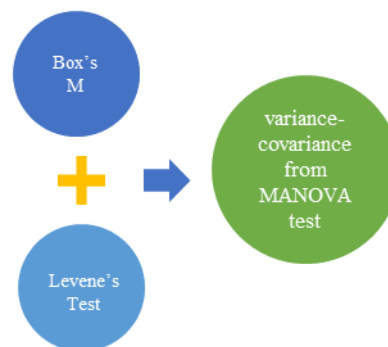 Box's
M
Levene's
Test
variance-
covariance
from
MANOVA
test